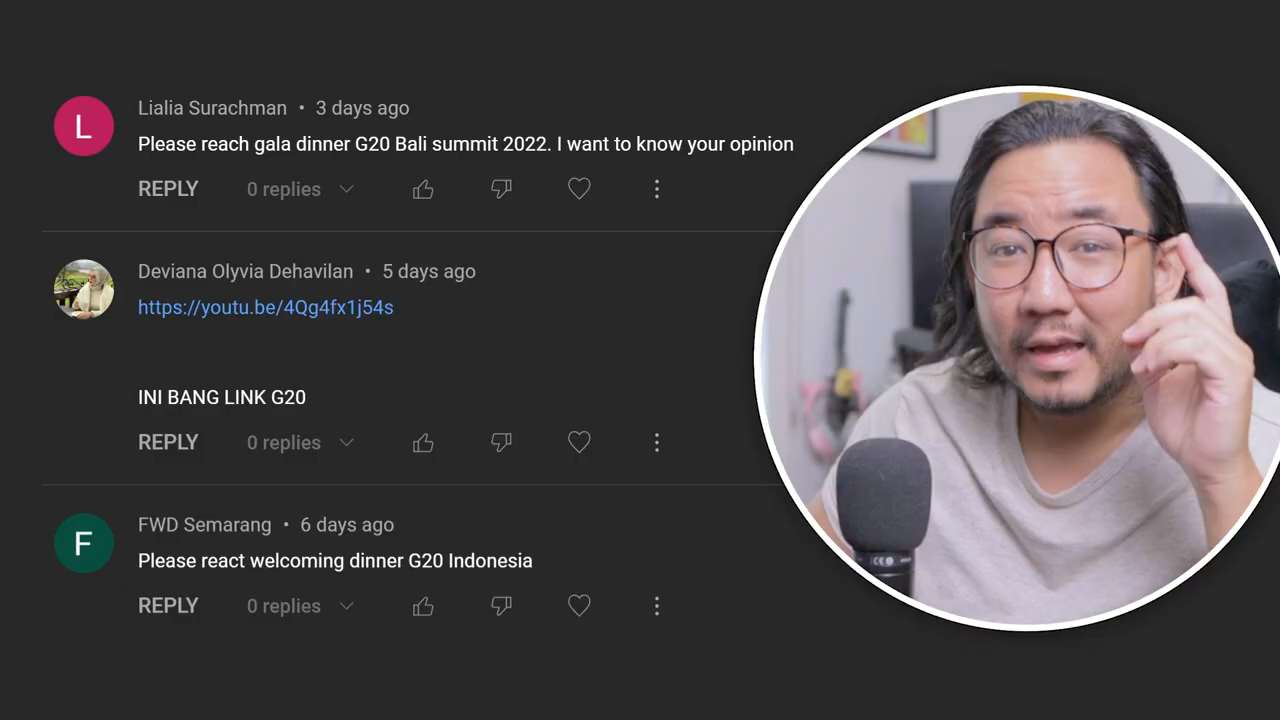 L
Lialia Surachman • 3 days ago
Please reach gala dinner G20 Bali summit 2022. I want to know your opinion
REPLY 0 replies
Deviana Olyvia Dehavilan • 5 days ago
https://youtu.be/4Qg4fx1j54s
INI BANG LINK G20
REPLY 0 replies
F
FWD Semarang • 6 days ago
Please react welcoming dinner G20 Indonesia
REPLY 0 replies